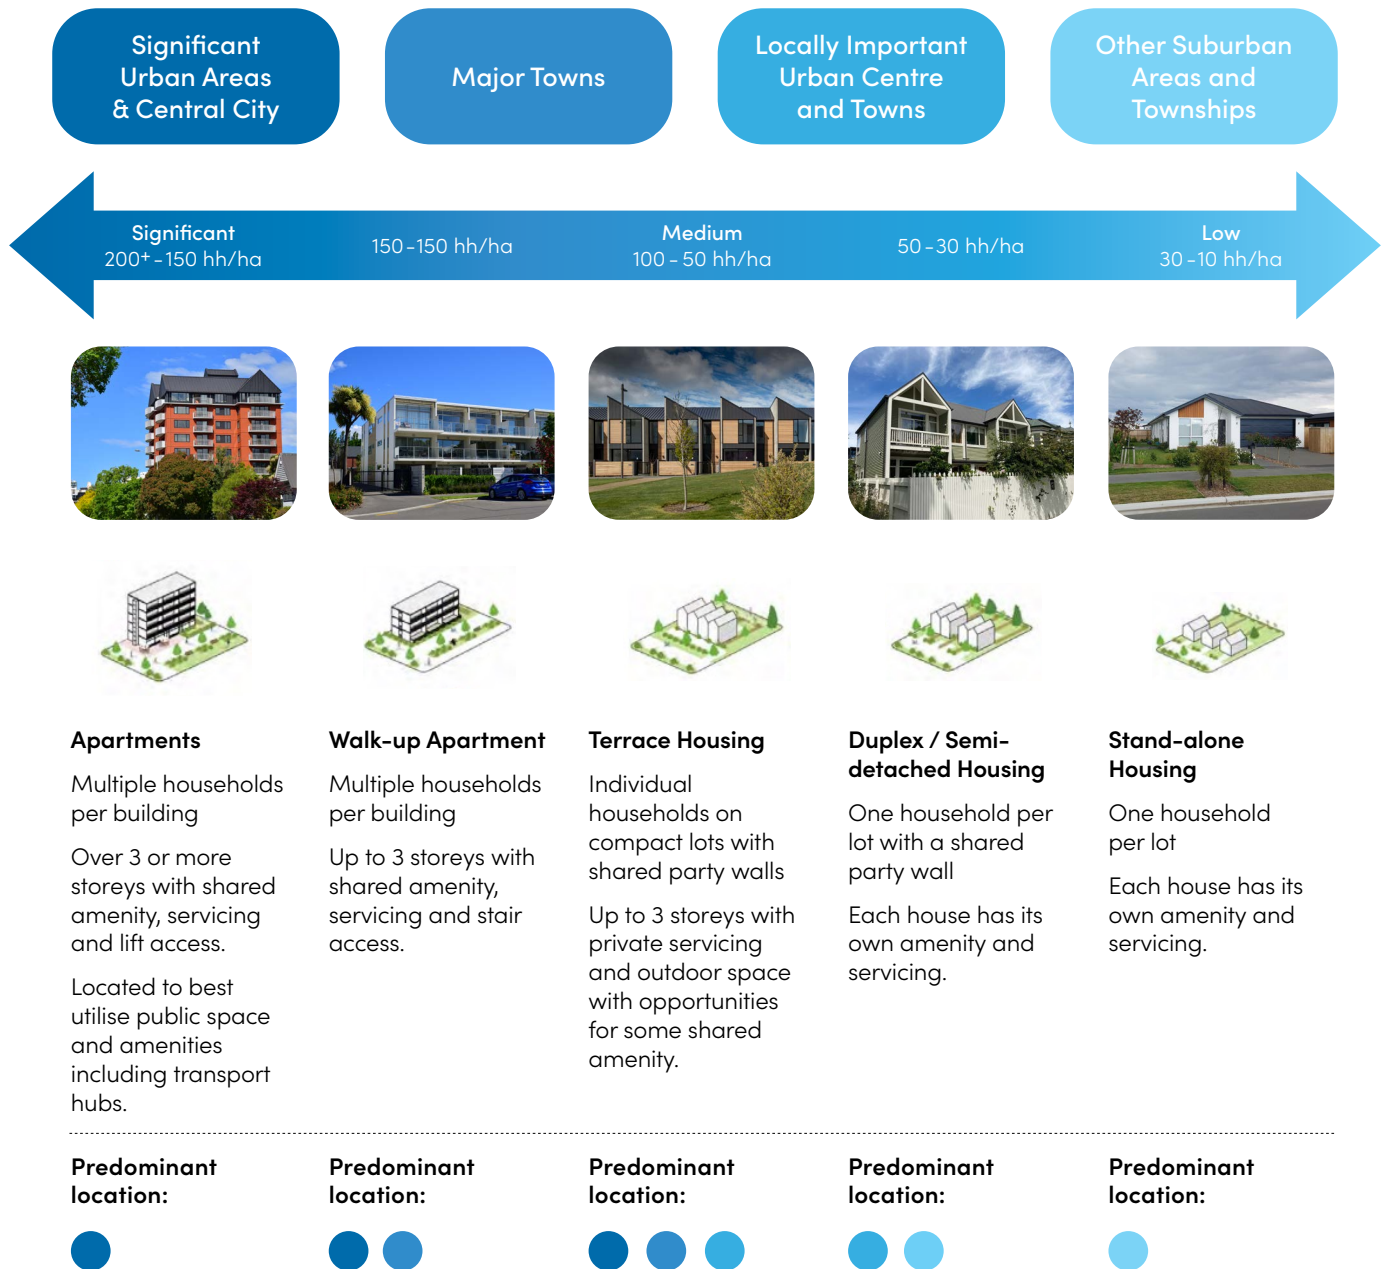 Significant
Urban Areas
& Central City
Major Towns
Locally Important
Urban Centre
and Towns
Other Suburban
Areas and
Townships
Significant
200+ - 150 hh/ha
150 - 150 hh/ha
Medium
100 - 50 hh/ha
50 - 30 hh/ha
Low
30 - 10 hh/ha
Apartments
Multiple households
per building
Over 3 or more
storeys with shared
amenity, servicing
and lift access.
Located to best
utilise public space
and amenities
including transport
hubs.
Walk-up Apartment
Multiple households
per building
Up to 3 storeys with
shared amenity,
servicing and stair
access.
Terrace Housing
Individual
households on
compact lots with
shared party walls
Up to 3 storeys with
private servicing
and outdoor space
with opportunities
for some shared
amenity.
Duplex / Semi-
detached Housing
One household per
lot with a shared
party wall
Each house has its
own amenity and
servicing.
Stand-alone
Housing
One household
per lot
Each house has its
own amenity and
servicing.
Predominant
location:
Predominant
location:
Predominant
location:
Predominant
location:
Predominant
location: